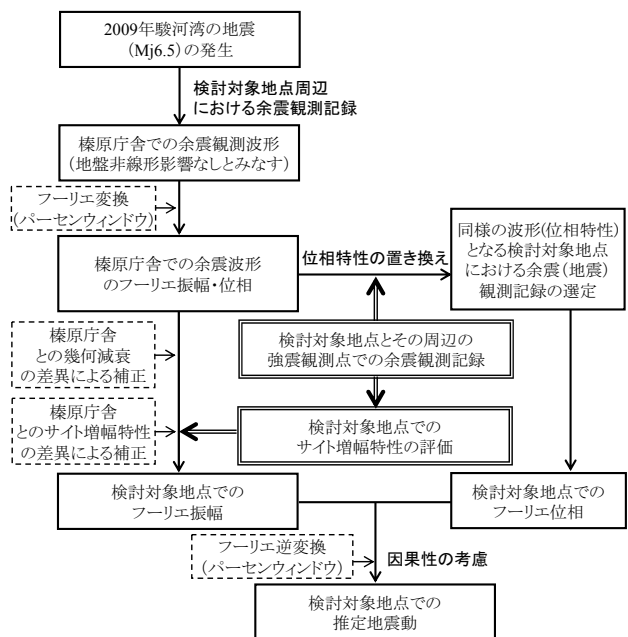 2009年駿河湾の地震
(Mj6.5)の発生
検討対象地点周辺
における余震観測記録
榛原庁舎での余震観測波形
(地盤非線形影響なしとみなす)
フーリエ変換
(パーセンウィンドウ)
榛原庁舎での余震波形
のフーリエ振幅・位相
位相特性の置き換え
同様の波形(位相特性)
となる検討対象地点
における余震(地震)
観測記録の選定
検討対象地点とその周辺の
強震観測点での余震観測記録
榛原庁舎
との幾何減衰
の差異による補正
榛原庁舎
とのサイト増幅特性
の差異による補正
検討対象地点での
サイト増幅特性の評価
検討対象地点での
フーリエ振幅
検討対象地点での
フーリエ位相
フーリエ逆変換
(パーセンウィンドウ)
因果性の考慮
検討対象地点での
推定地震動